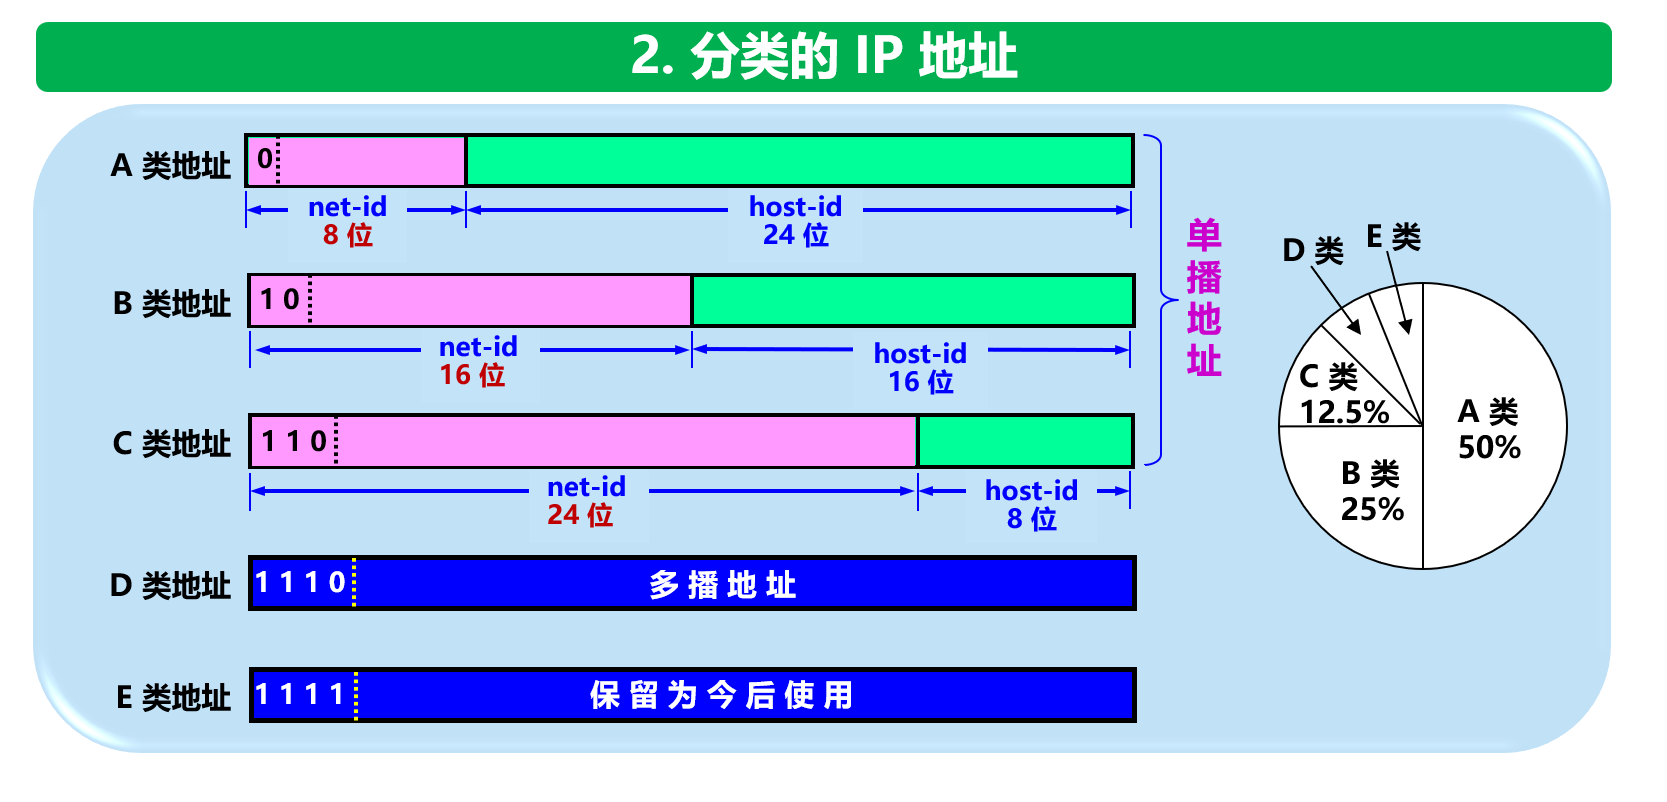 2. 分类的 IP 地址
A 类地址
0
net-id
8 位
host-id
24 位
B 类地址
1 0
net-id
16 位
host-id
16 位
C 类地址
1 1 0
net-id
24 位
host-id
8 位
D 类地址
1 1 1 0
多 播 地 址
E 类地址
1 1 1 1
保 留 为 今 后 使 用
单
播
地
址
D 类
E 类
C 类
12.5%
A 类
50%
B 类
25%